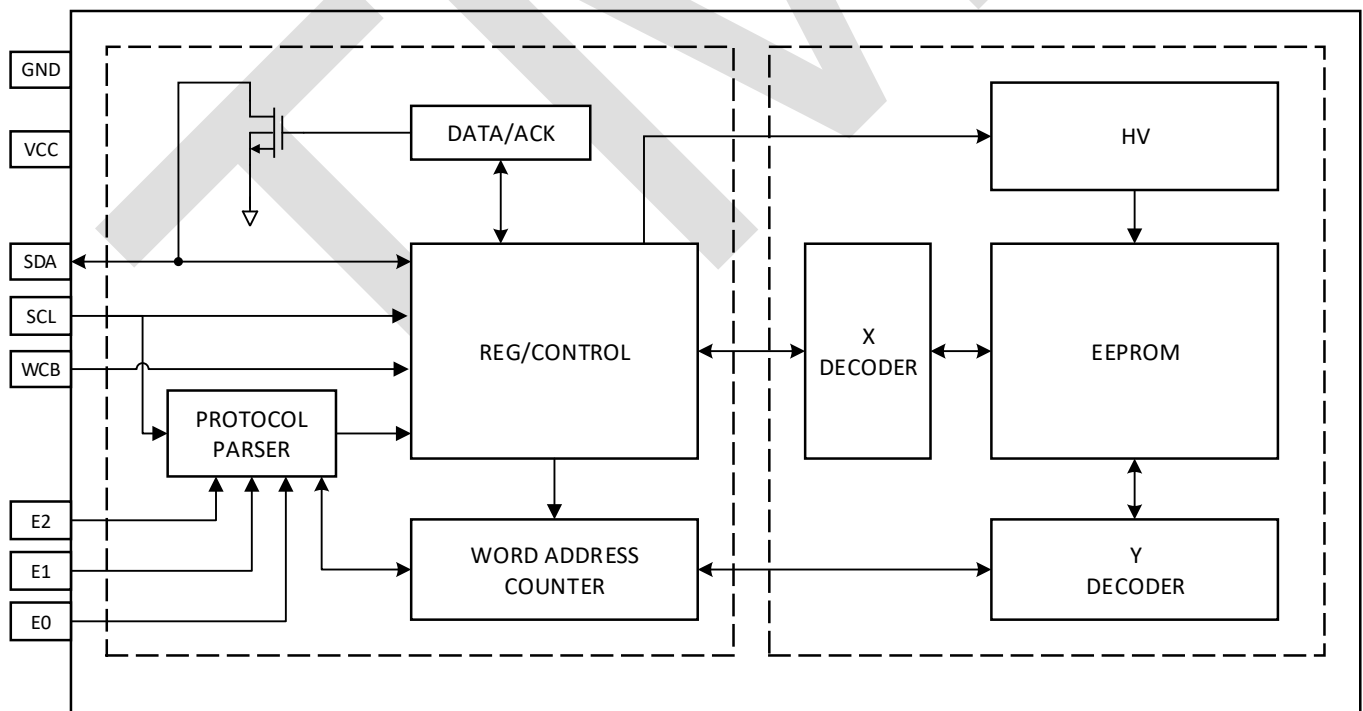 GND
VCC
SDA
SCL
WCB
E2
E1
E0
DATA/ACK
HV
REG/CONTROL
X
DECODER
EEPROM
PROTOCOL
PARSER
WORD ADDRESS
COUNTER
Y
DECODER